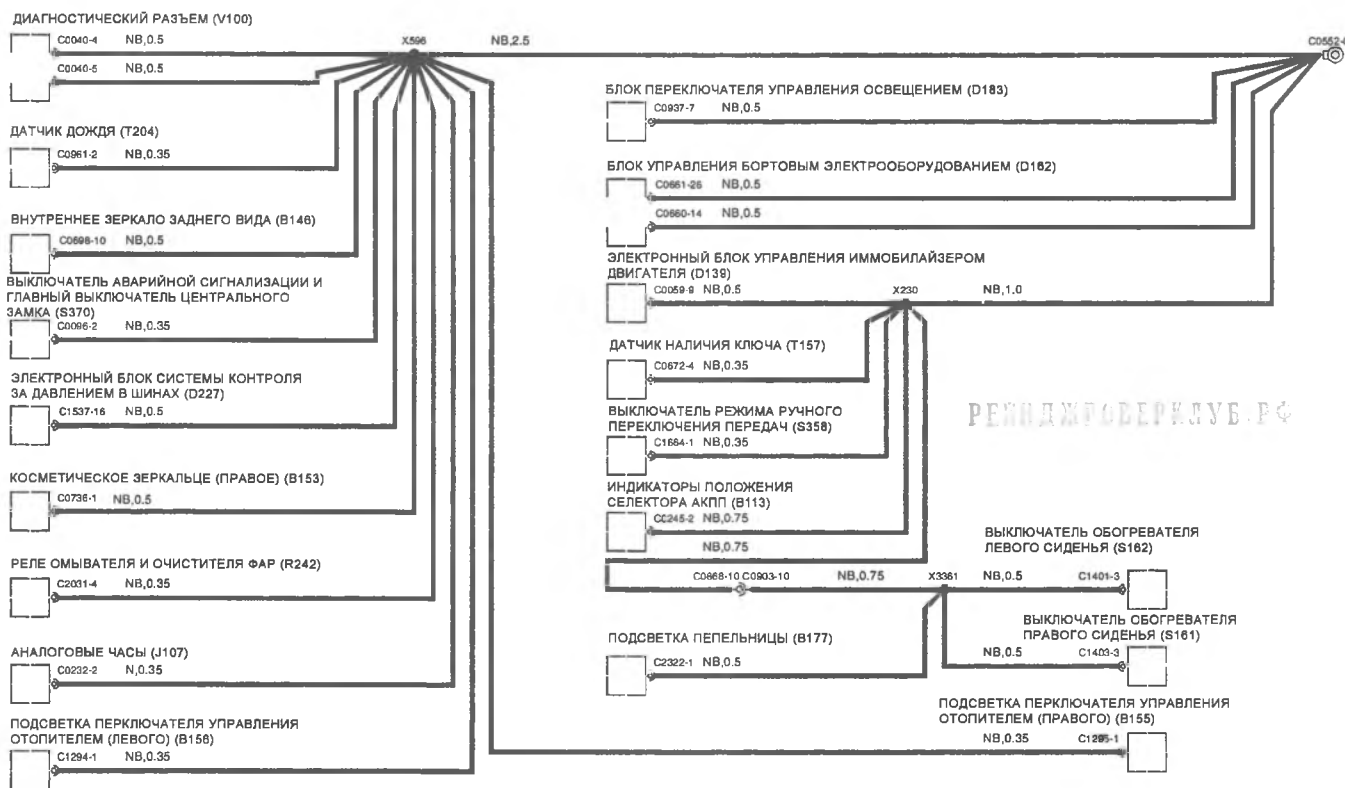 ДИАГНОСТИЧЕСКИЙ РАЗЪЕМ (V100)
C0040-4 NB,0.5
C0040-5 NB,0.5
X596
NB,2.5
ДАТЧИК ДОЖДЯ (T204)
C0961-2 NB,0.35
ВНУТРЕННЕЕ ЗЕРКАЛО ЗАДНЕГО ВИДА (B146)
C0698-10 NB,0.5
ВЫКЛЮЧАТЕЛЬ АВАРИЙНОЙ СИГНАЛИЗАЦИИ И
ГЛАВНЫЙ ВЫКЛЮЧАТЕЛЬ ЦЕНТРАЛЬНОГО
ЗАМКА (S370)
C0096-2 NB,0.35
ЭЛЕКТРОННЫЙ БЛОК СИСТЕМЫ КОНТРОЛЯ
ЗА ДАВЛЕНИЕМ В ШИНАХ (D227)
C1537-16 NB,0.5
КОСМЕТИЧЕСКОЕ ЗЕРКАЛЬЦЕ (ПРАВОЕ) (B153)
C0736-1 NB,0.5
РЕЛЕ ОМЫВАТЕЛЯ И ОЧИСТИТЕЛЯ ФАР (R242)
C2031-4 NB,0.35
АНАЛОГОВЫЕ ЧАСЫ (J107)
C0232-2 N,0.35
ПОДСВЕТКА ПЕРКЛЮЧАТЕЛЯ УПРАВЛЕНИЯ
ОТОПИТЕЛЕМ (ЛЕВОГО) (B156)
C1294-1 NB,0.35
БЛОК ПЕРЕКЛЮЧАТЕЛЯ УПРАВЛЕНИЯ ОСВЕЩЕНИЕМ (D183)
C0937-7 NB,0.5
БЛОК УПРАВЛЕНИЯ БОРТОВЫМ ЭЛЕКТРООБОРУДОВАНИЕМ (D162)
C0661-26 NB,0.5
C0660-14 NB,0.5
ЭЛЕКТРОННЫЙ БЛОК УПРАВЛЕНИЯ ИММОБИЛАЙЗЕРОМ
ДВИГАТЕЛЯ (D139)
C0059-9 NB,0.5
X230
NB,1.0
ДАТЧИК НАЛИЧИЯ КЛЮЧА (T157)
C0672-4 NB,0.35
РЕЙНДЖРОВЕРКЛУБ.РФ
ВЫКЛЮЧАТЕЛЬ РЕЖИМА РУЧНОГО
ПЕРЕКЛЮЧЕНИЯ ПЕРЕДАЧ (S358)
C1664-1 NB,0.35
ИНДИКАТОРЫ ПОЛОЖЕНИЯ
СЕЛЕКТОРА АКПП (B113)
C0245-2 NB,0.75
NB,0.75
C0668-10 C0903-10 NB,0.75
X3361
ВЫКЛЮЧАТЕЛЬ ОБОГРЕВАТЕЛЯ
ЛЕВОГО СИДЕНЬЯ (S162)
NB,0.5 C1401-3
ВЫКЛЮЧАТЕЛЬ ОБОГРЕВАТЕЛЯ
ПРАВОГО СИДЕНЬЯ (S161)
NB,0.5 C1403-3
ПОДСВЕТКА ПЕПЕЛЬНИЦЫ (B177)
C2322-1 NB,0.5
ПОДСВЕТКА ПЕРКЛЮЧАТЕЛЯ УПРАВЛЕНИЯ
ОТОПИТЕЛЕМ (ПРАВОГО) (B155)
NB,0.35 C1295-1